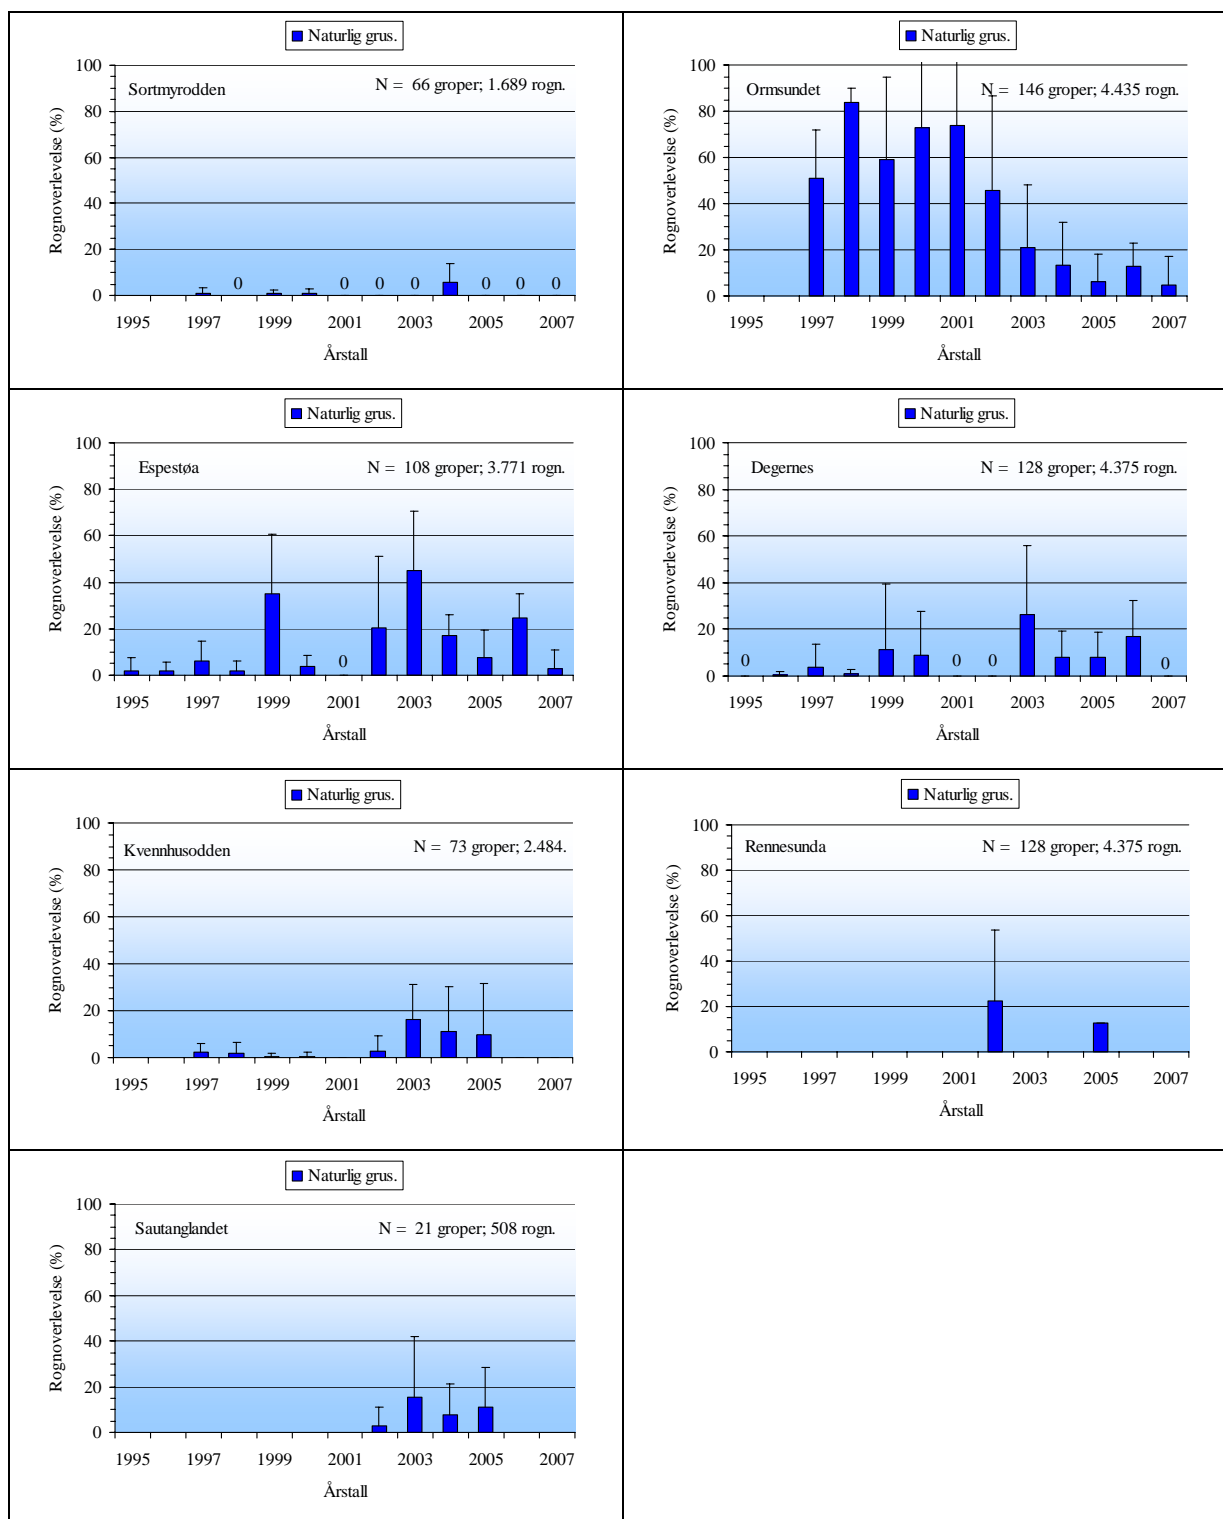 Naturlig grus.
Sortmyrodden
N = 66 groper; 1.689 rogn.
Rognoverlevelse (%)
100
80
60
40
20
0
0 0 0 0 0 0 0
1995 1997 1999 2001 2003 2005 2007
Årstall
Naturlig grus.
Ormsundet
N = 146 groper; 4.435 rogn.
Rognoverlevelse (%)
100
80
60
40
20
0
1995 1997 1999 2001 2003 2005 2007
Årstall
Naturlig grus.
Espestøa
N = 108 groper; 3.771 rogn.
Rognoverlevelse (%)
100
80
60
40
20
0
0
1995 1997 1999 2001 2003 2005 2007
Årstall
Naturlig grus.
Degernes
N = 128 groper; 4.375 rogn.
Rognoverlevelse (%)
100
80
60
40
20
0
0 0 0 0
1995 1997 1999 2001 2003 2005 2007
Årstall
Naturlig grus.
Kvennhusodden
N = 73 groper; 2.484.
Rognoverlevelse (%)
100
80
60
40
20
0
1995 1997 1999 2001 2003 2005 2007
Årstall
Naturlig grus.
Rennesunda
N = 128 groper; 4.375 rogn.
Rognoverlevelse (%)
100
80
60
40
20
0
1995 1997 1999 2001 2003 2005 2007
Årstall
Naturlig grus.
Sautanglandet
N = 21 groper; 508 rogn.
Rognoverlevelse (%)
100
80
60
40
20
0
1995 1997 1999 2001 2003 2005 2007
Årstall